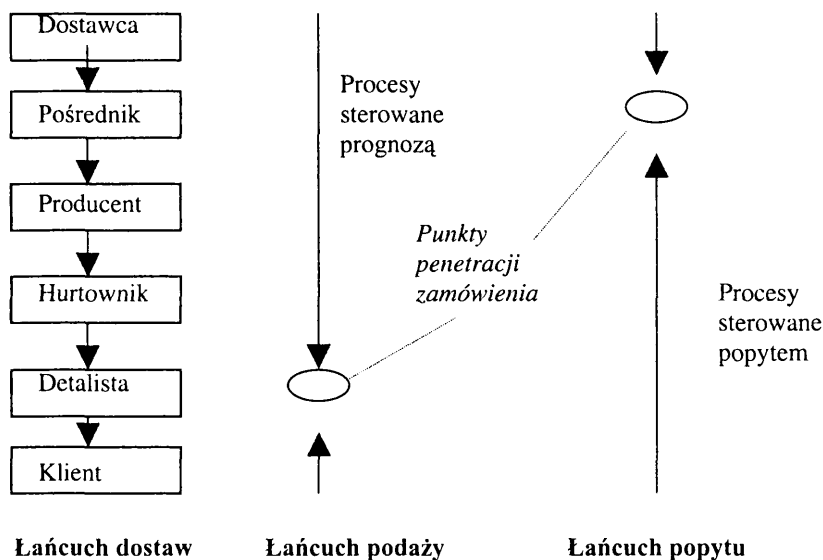 Dostawca
Pośrednik
Producent
Hurtownik
Detalista
Klient
Procesy
sterowane
prognozą
Punkty
penetracji
zamówienia
Procesy
sterowane
popytem
Łańcuch dostaw
Łańcuch podaży
Łańcuch popytu